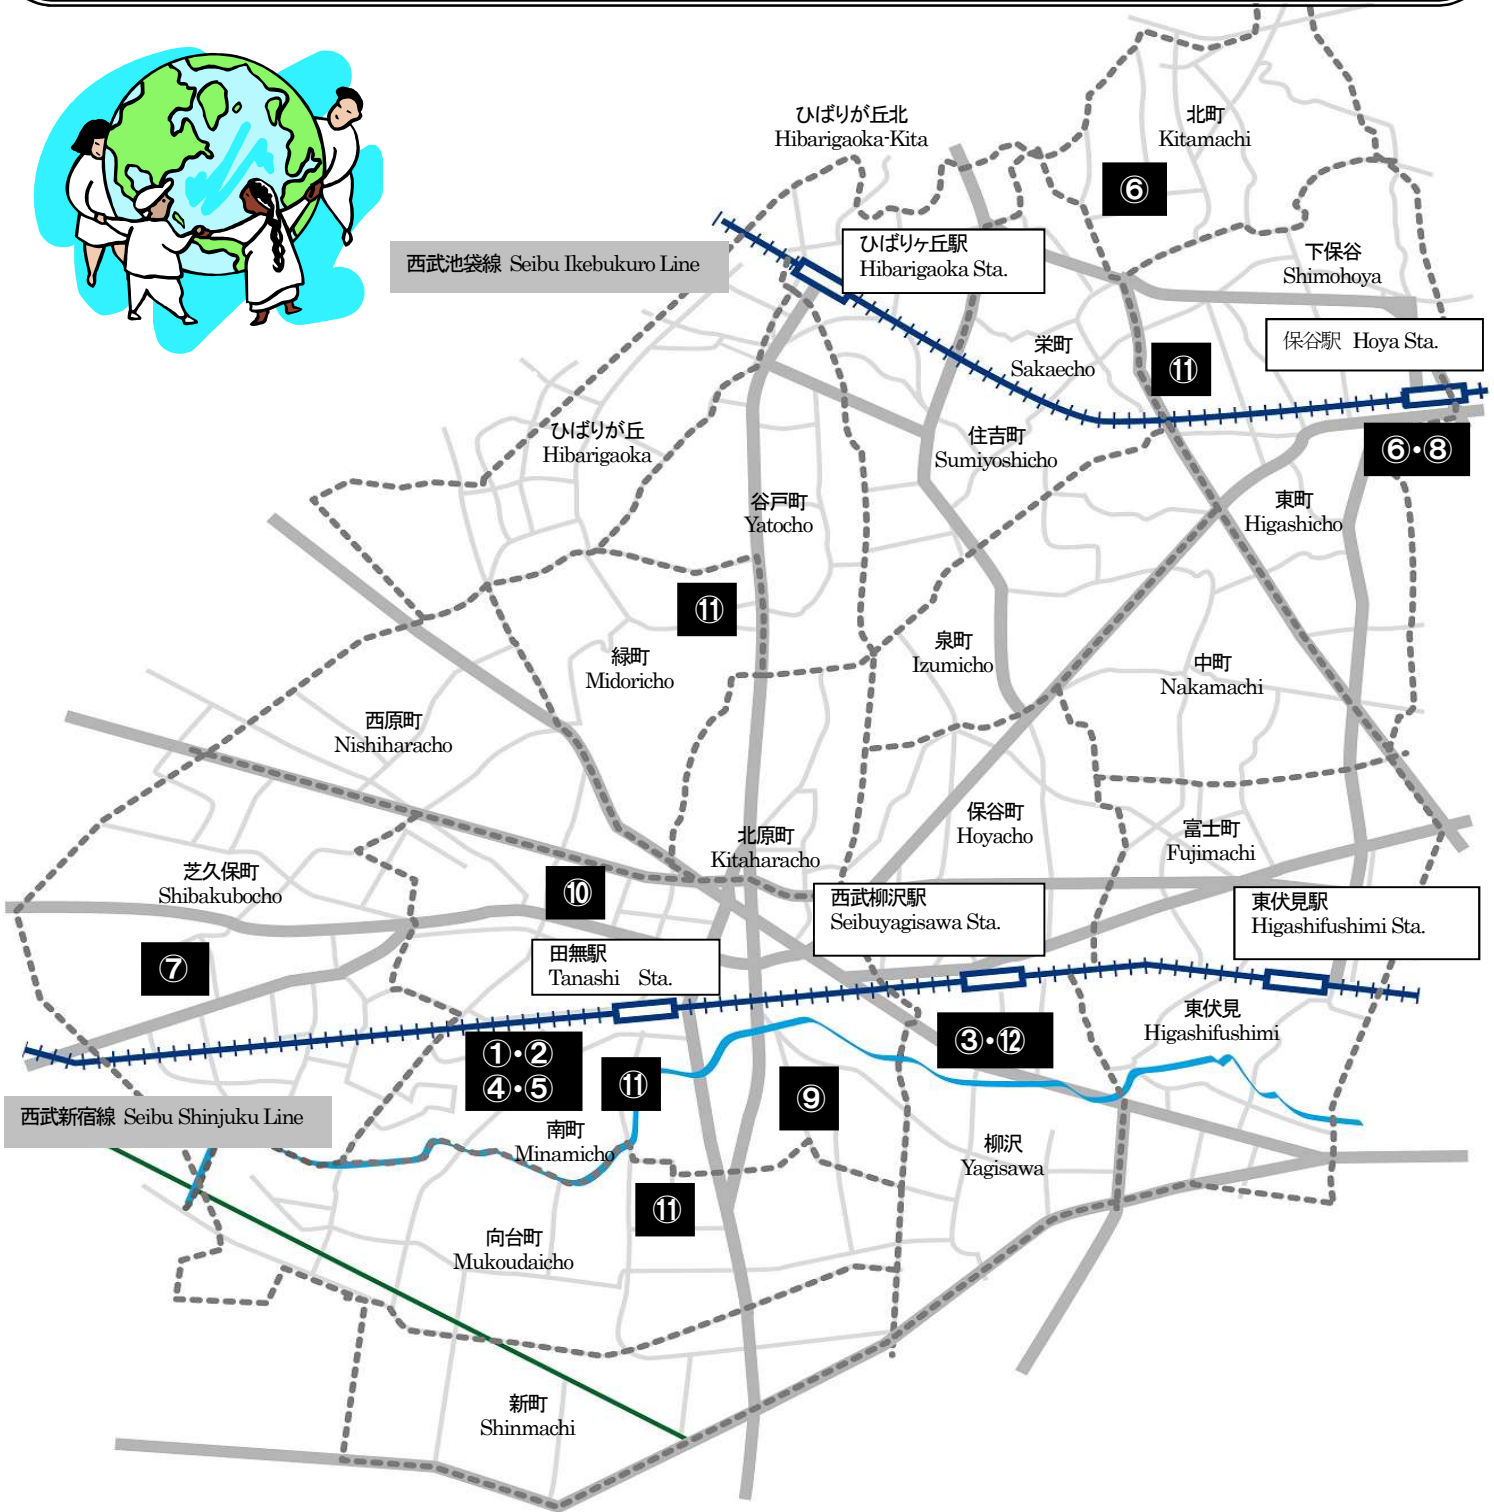 ひばりが丘北
Hibarigaoka-Kita
北町
Kitamachi
⑥
西武池袋線 Seibu Ikebukuro Line
ひばりヶ丘駅
Hibarigaoka Sta.
下保谷
Shimohoya
保谷駅 Hoya Sta.
栄町
Sakaecho
⑪
ひばりが丘
Hibarigaoka
住吉町
Sumiyoshicho
⑥・⑧
谷戸町
Yatocho
東町
Higashicho
⑪
緑町
Midoricho
泉町
Izumicho
中町
Nakamachi
西原町
Nishiharacho
北原町
Kitaharacho
保谷町
Hoyacho
富士町
Fujimachi
芝久保町
Shibakubocho
⑩
西武柳沢駅
Seibuyagisawa Sta.
東伏見駅
Higashifushimi Sta.
⑦
田無駅
Tanashi Sta.
東伏見
Higashifushimi
①・②
④・⑤
⑪
③・⑫
⑨
西武新宿線 Seibu Shinjuku Line
南町
Minamicho
柳沢
Yagisawa
⑪
向台町
Mukoudaicho
新町
Shinmachi